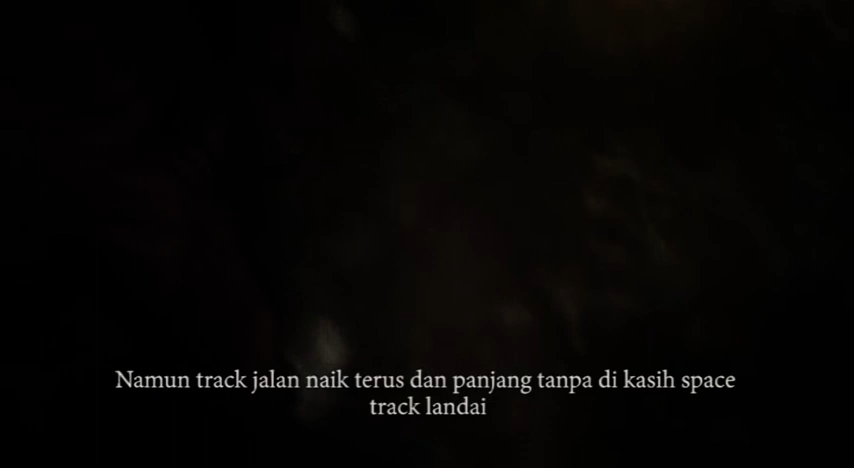 Namun track jalan naik terus dan panjang tanpa di kasih space
track landai